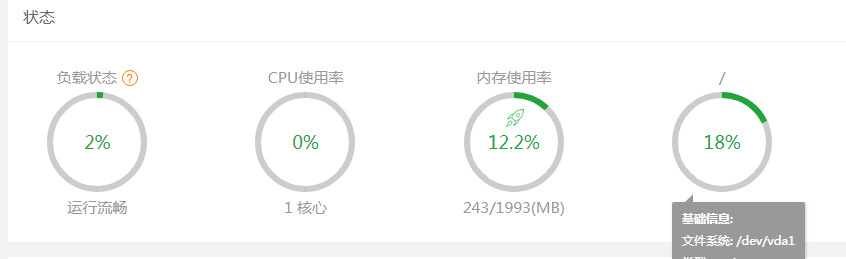 状态
负载状态 ?
CPU使用率
内存使用率
/
2%
0%
12.2%
18%
运行流畅
1 核心
243/1993(MB)
基础信息:
文件系统: /dev/vda1